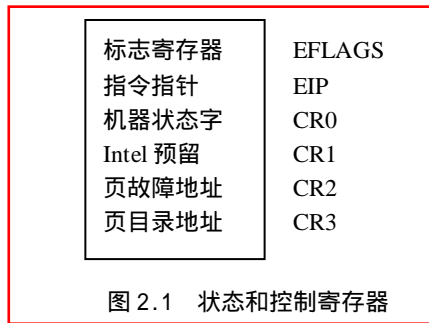 标志寄存器 EFLAGS
指令指针 EIP
机器状态字 CR0
Intel 预留 CR1
页故障地址 CR2
页目录地址 CR3
图 2.1 状态和控制寄存器